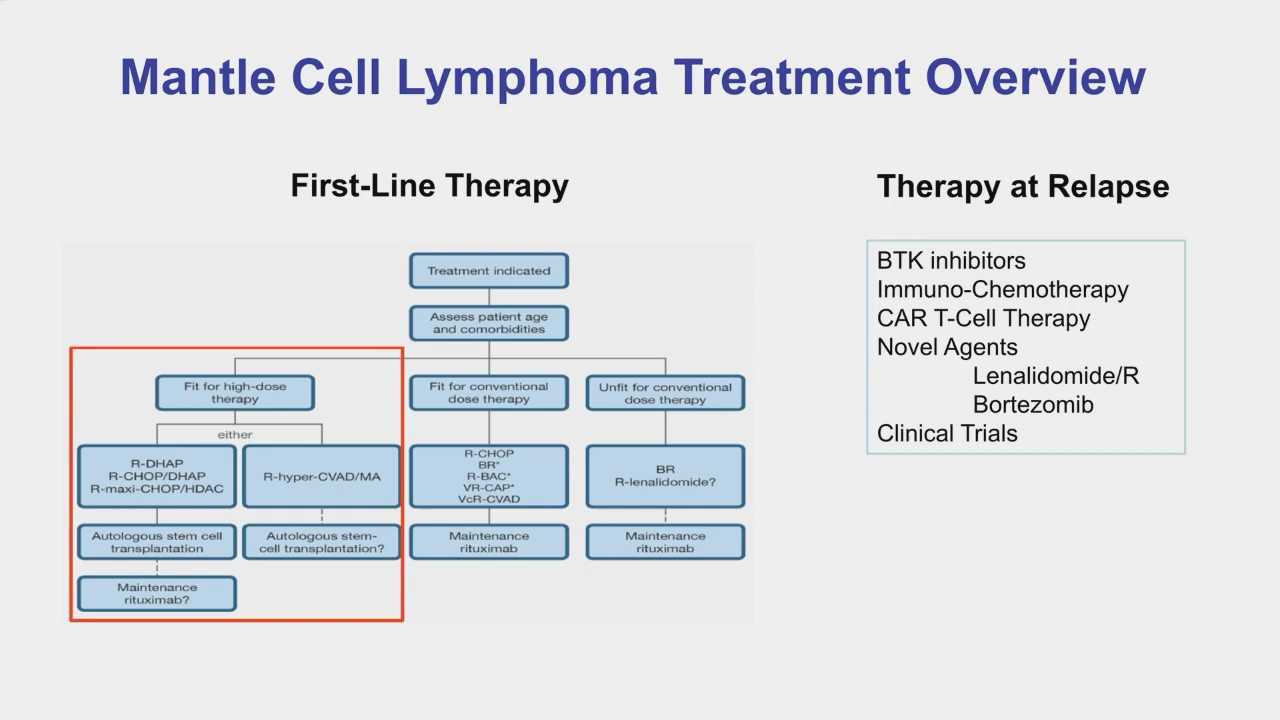 Mantle Cell Lymphoma Treatment Overview
First-Line Therapy
Treatment indicated
Assess patient age
and comorbidities
Fit for high-dose
therapy
either
R-DHAP
R-CHOP/DHAP
R-maxi-CHOP/HDAC
Autologous stem cell
transplantation
Maintenance
rituximab?
R-hyper-CVAD/MA
Autologous stem-
cell transplantation?
Fit for conventional
dose therapy
R-CHOP
BR*
R-BAC*
VR-CAP*
VcR-CVAD
Maintenance
rituximab
Unfit for conventional
dose therapy
BR
R-lenalidomide?
Maintenance
rituximab
Therapy at Relapse
BTK inhibitors
Immuno-Chemotherapy
CAR T-Cell Therapy
Novel Agents
Lenalidomide/R
Bortezomib
Clinical Trials